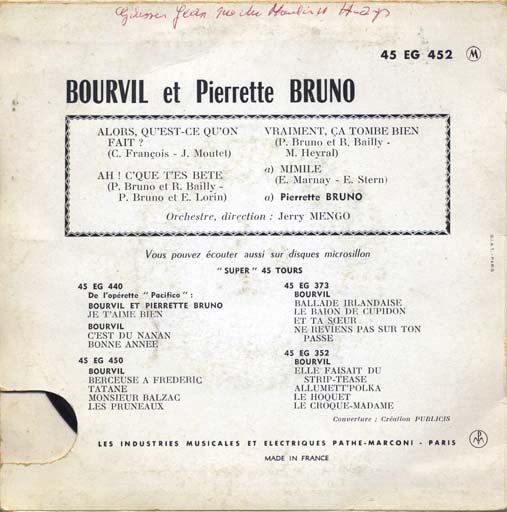 45 EG 452 M
BOURVIL et Pierrette BRUNO
ALORS, QU'EST-CE QU'ON
FAIT ?
(C. François - J. Moutet)
AH ! C'QUE T'ES BETE
(P. Bruno et R. Bailly -
P. Bruno et E. Lorin)
VRAIMENT, ÇA TOMBE BIEN
(P. Bruno et R. Bailly -
M. Heyral)
a) MIMILE
(E. Marnay - E. Stern)
a) Pierrette BRUNO
Orchestre, direction : Jerry MENGO
Vous pouvez écouter aussi sur disques microsillon
"SUPER" 45 TOURS
45 EG 440
De l'opérette "Pacifico" :
BOURVIL ET PIERRETTE BRUNO
JE T'AIME BIEN
BOURVIL
C'EST DU NANAN
BONNE ANNEE
45 EG 450
BOURVIL
BERCEUSE A FREDERIC
TATANE
MONSIEUR BALZAC
LES PRUNEAUX
45 EG 373
BOURVIL
BALLADE IRLANDAISE
LE BAION DE CUPIDON
ET TA SŒUR
NE REVIENS PAS SUR TON
PASSE
45 EG 352
BOURVIL
ELLE FAISAIT DU
STRIP-TEASE
ALLUMETT'POLKA
LE HOQUET
LE CROQUE-MADAME
Couverture : Création PUBLICIS
LES INDUSTRIES MUSICALES ET ELECTRIQUES PATHE-MARCONI - PARIS
MADE IN FRANCE